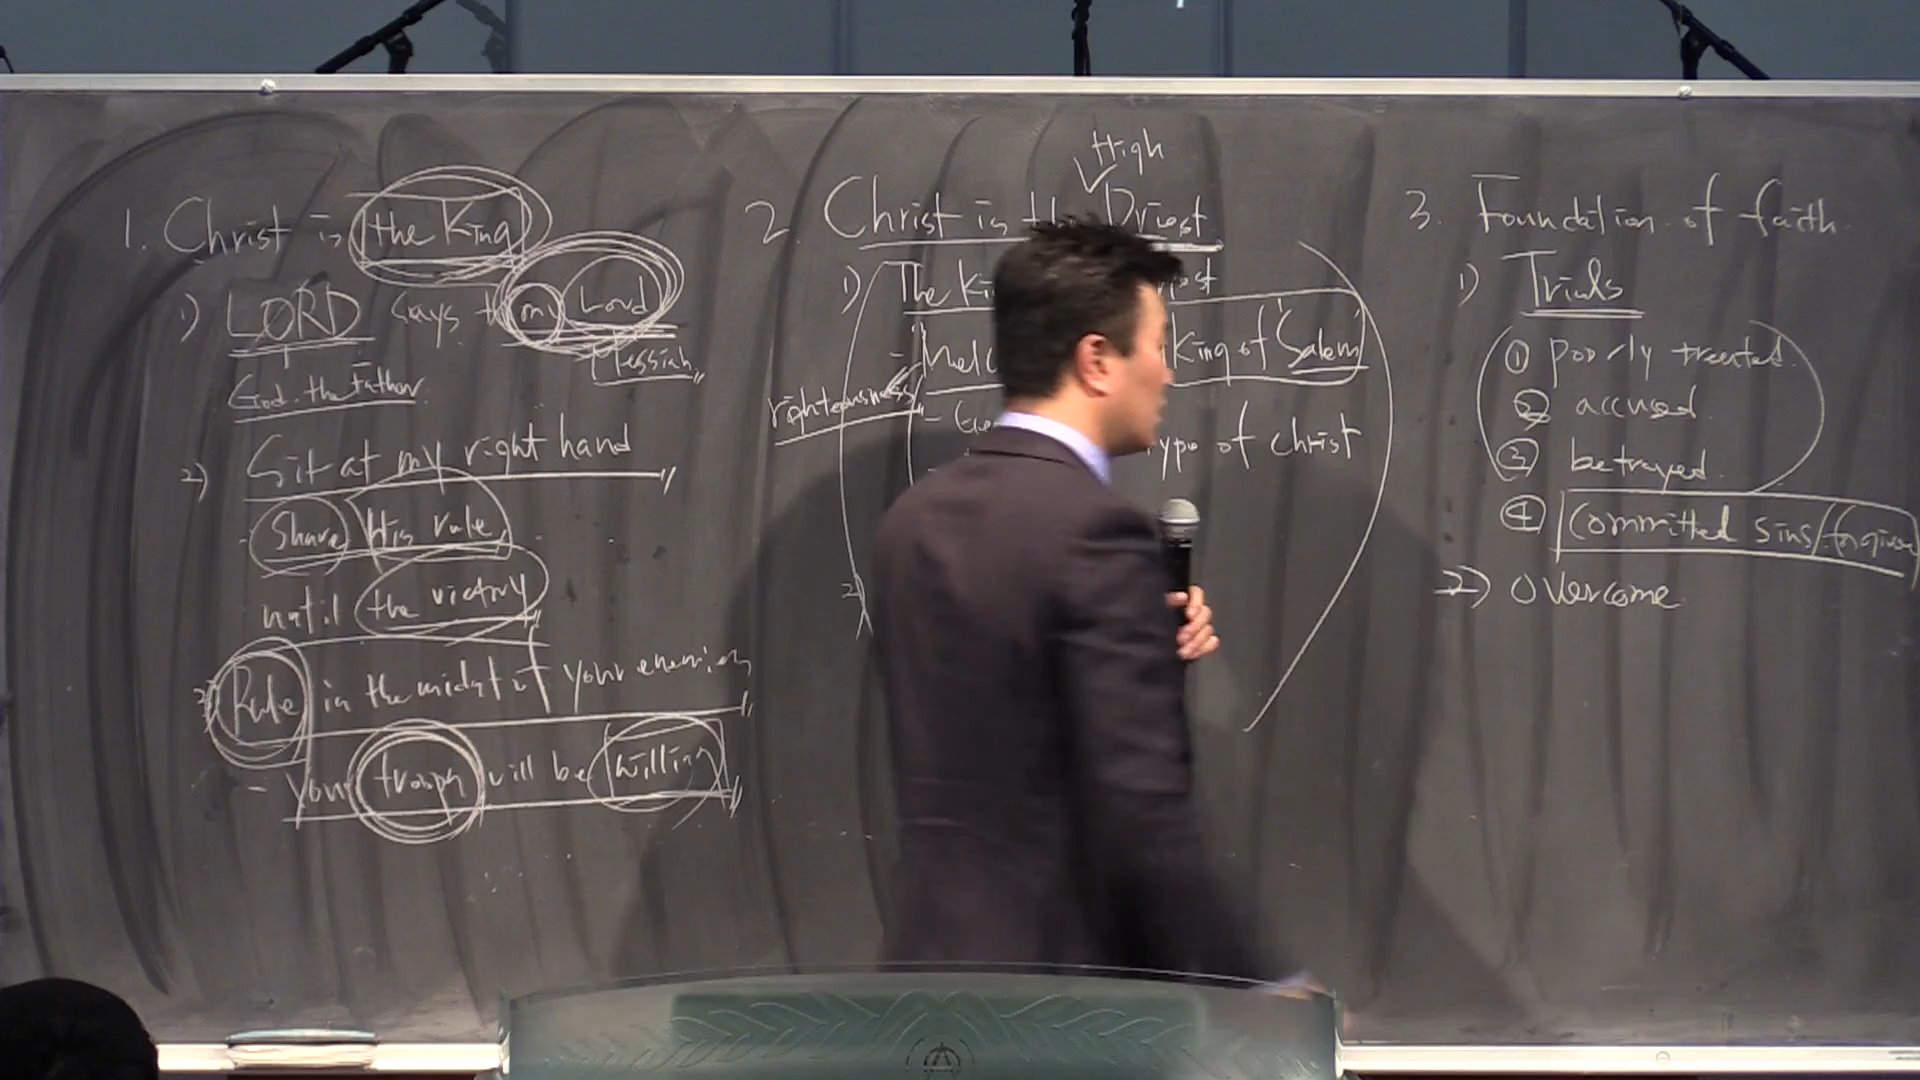 1. Christ is the King
1) LORD says to my Lord
Messiah
God the Father
2) Sit at my right hand
- Share His rule
until the victory
3) Rule in the midst of your enemies
- Your troops will be willing
High
2. Christ is the Priest
1) The
King of Salem
righteousness
type of christ
2)
3. Foundation of faith
1) Trials
① poorly treated.
② accused.
③ betrayed.
④ Committed sins/forgiven
2) Overcome